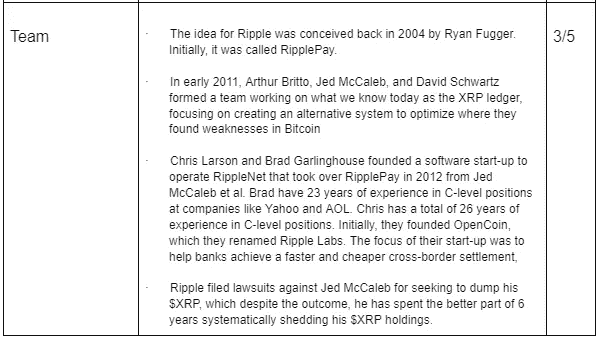 Team
· The idea for Ripple was conceived back in 2004 by Ryan Fugger.
Initially, it was called RipplePay.
· In early 2011, Arthur Britto, Jed McCaleb, and David Schwartz
formed a team working on what we know today as the XRP ledger,
focusing on creating an alternative system to optimize where they
found weaknesses in Bitcoin
· Chris Larson and Brad Garlinghouse founded a software start-up to
operate RippleNet that took over RipplePay in 2012 from Jed
McCaleb et al. Brad have 23 years of experience in C-level positions
at companies like Yahoo and AOL. Chris has a total of 26 years of
experience in C-level positions. Initially, they founded OpenCoin,
which they renamed Ripple Labs. The focus of their start-up was to
help banks achieve a faster and cheaper cross-border settlement,
· Ripple filed lawsuits against Jed McCaleb for seeking to dump his
$XRP, which despite the outcome, he has spent the better part of 6
years systematically shedding his $XRP holdings.
3/5